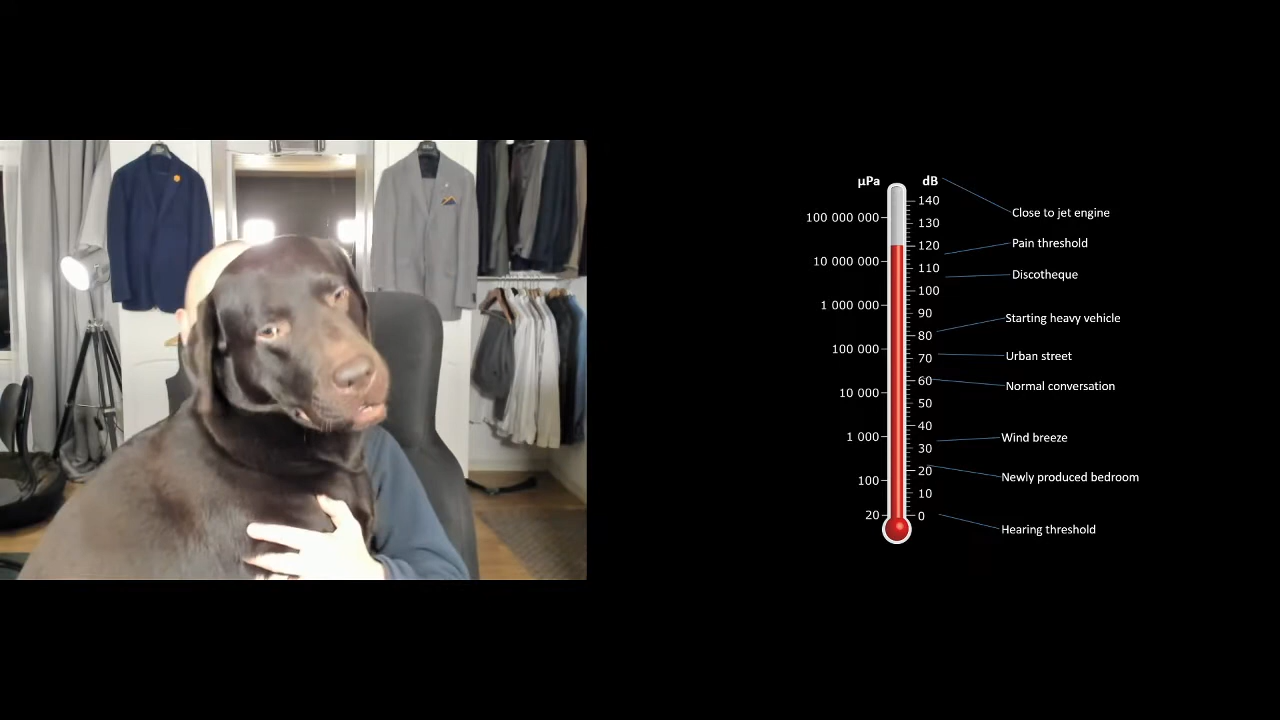 µPa dB
140
Close to jet engine
100 000 000
130
Pain threshold
120
10 000 000
110
Discotheque
100
1 000 000
90
Starting heavy vehicle
80
100 000
70
Urban street
60
Normal conversation
10 000
50
40
1 000
Wind breeze
30
20
Newly produced bedroom
100
10
20
0
Hearing threshold